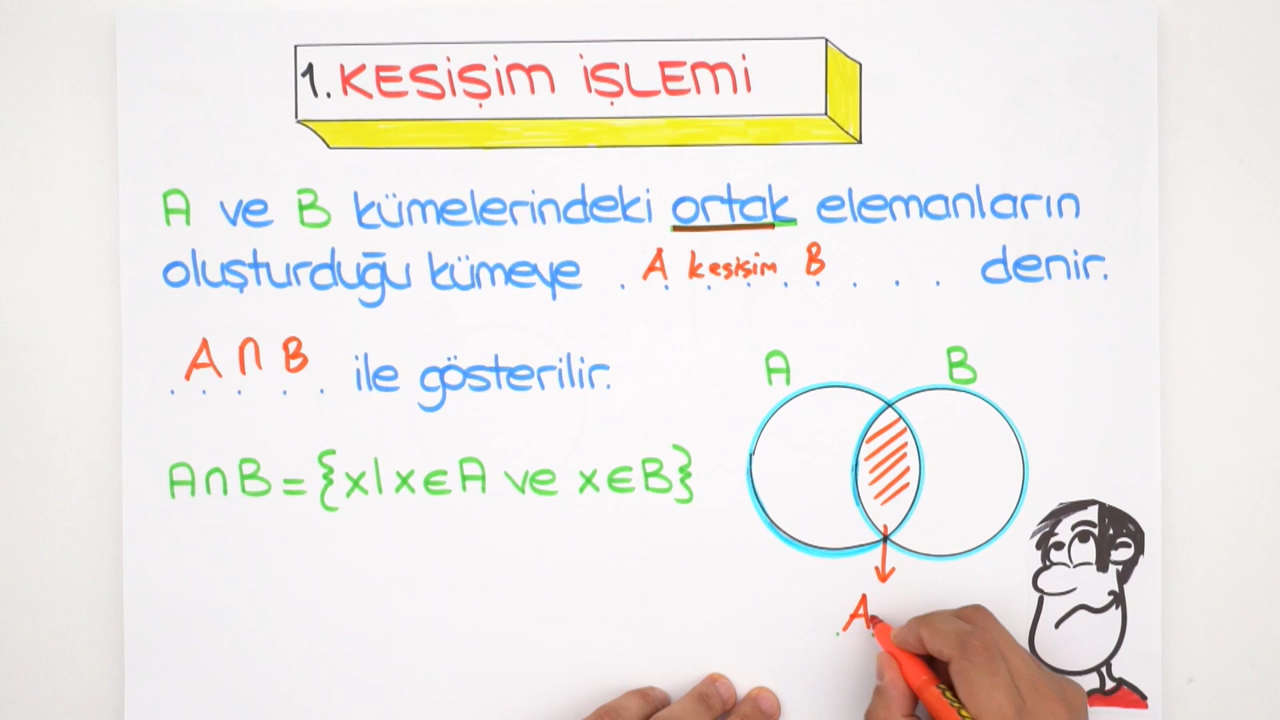 1. KESİŞİM İŞLEMİ
A ve B kümelerindeki ortak elemanların
oluşturduğu kümeye . A kesişim B . . . . denir.
A ∩ B ile gösterilir.
A B
A∩B = {x | x ∈ A ve x ∈ B}
A